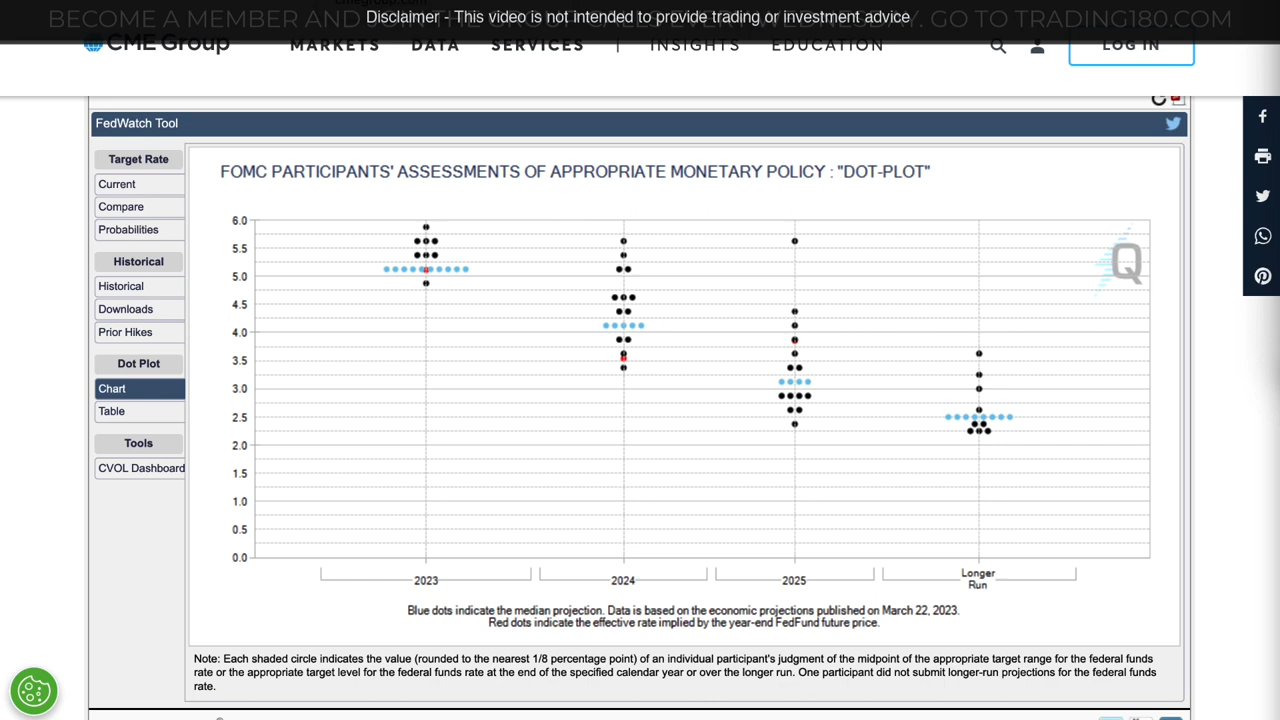 BECOME A MEMBER AND
Disclaimer - This video is not intended to provide trading or investment advice
GO TO TRADING180.COM
CME Group MARKETS DATA SERVICES | INSIGHTS EDUCATION LOG IN
FedWatch Tool
Target Rate
Current
Compare
Probabilities
Historical
Historical
Downloads
Prior Hikes
Dot Plot
Chart
Table
Tools
CVOL Dashboard
FOMC PARTICIPANTS' ASSESSMENTS OF APPROPRIATE MONETARY POLICY : "DOT-PLOT"
6.0
5.5
5.0
4.5
4.0
3.5
3.0
2.5
2.0
1.5
1.0
0.5
0.0
Q
2023
2024
2025
Longer
Run
Blue dots indicate the median projection. Data is based on the economic projections published on March 22, 2023.
Red dots indicate the effective rate implied by the year-end FedFund future price.
Note: Each shaded circle indicates the value (rounded to the nearest 1/8 percentage point) of an individual participant's judgment of the midpoint of the appropriate target range for the federal funds
rate or the appropriate target level for the federal funds rate at the end of the specified calendar year or over the longer run. One participant did not submit longer-run projections for the federal funds
rate.